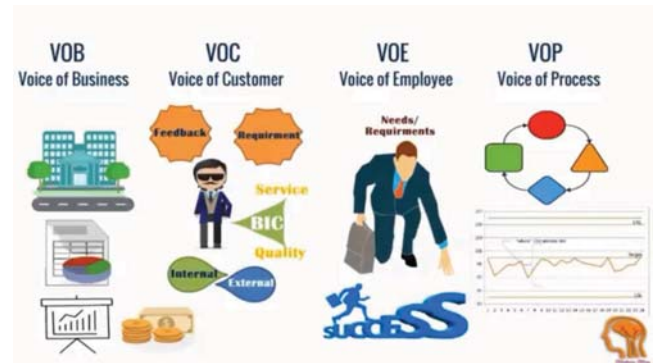 VOB
Voice of Business
VOC
Voice of Customer
Feedback
Requirment
Service
BIC
Quality
Internal
External
VOE
Voice of Employee
Needs/
Requirments
SUCCESS
VOP
Voice of Process